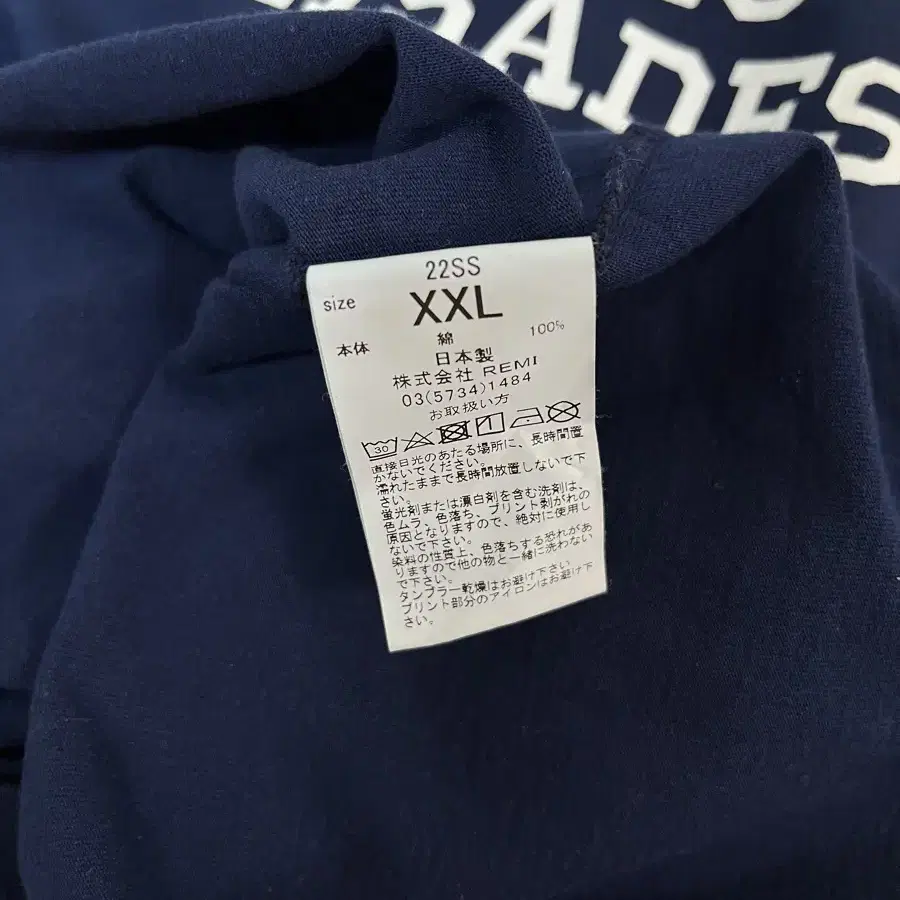 ADES
22SS
size XXL
本体 綿 100%
日本製
株式会社 REMI
03(5734)1484
お取扱い方
30
直接日光のあたる場所に、長時間置
かないでください。
濡れたままで長時間放置しないで下
さい。
蛍光剤または漂白剤を含む洗剤は、
色ムラ、色落ち、プリント剥がれの
原因となりますので、絶対に使用し
ないで下さい。
染料の性質上、色落ちする恐れがあ
りますので他の物と一緒に洗わない
で下さい。
タンブラー乾燥はお避け下さい
プリント部分のアイロンはお避け下
さい。